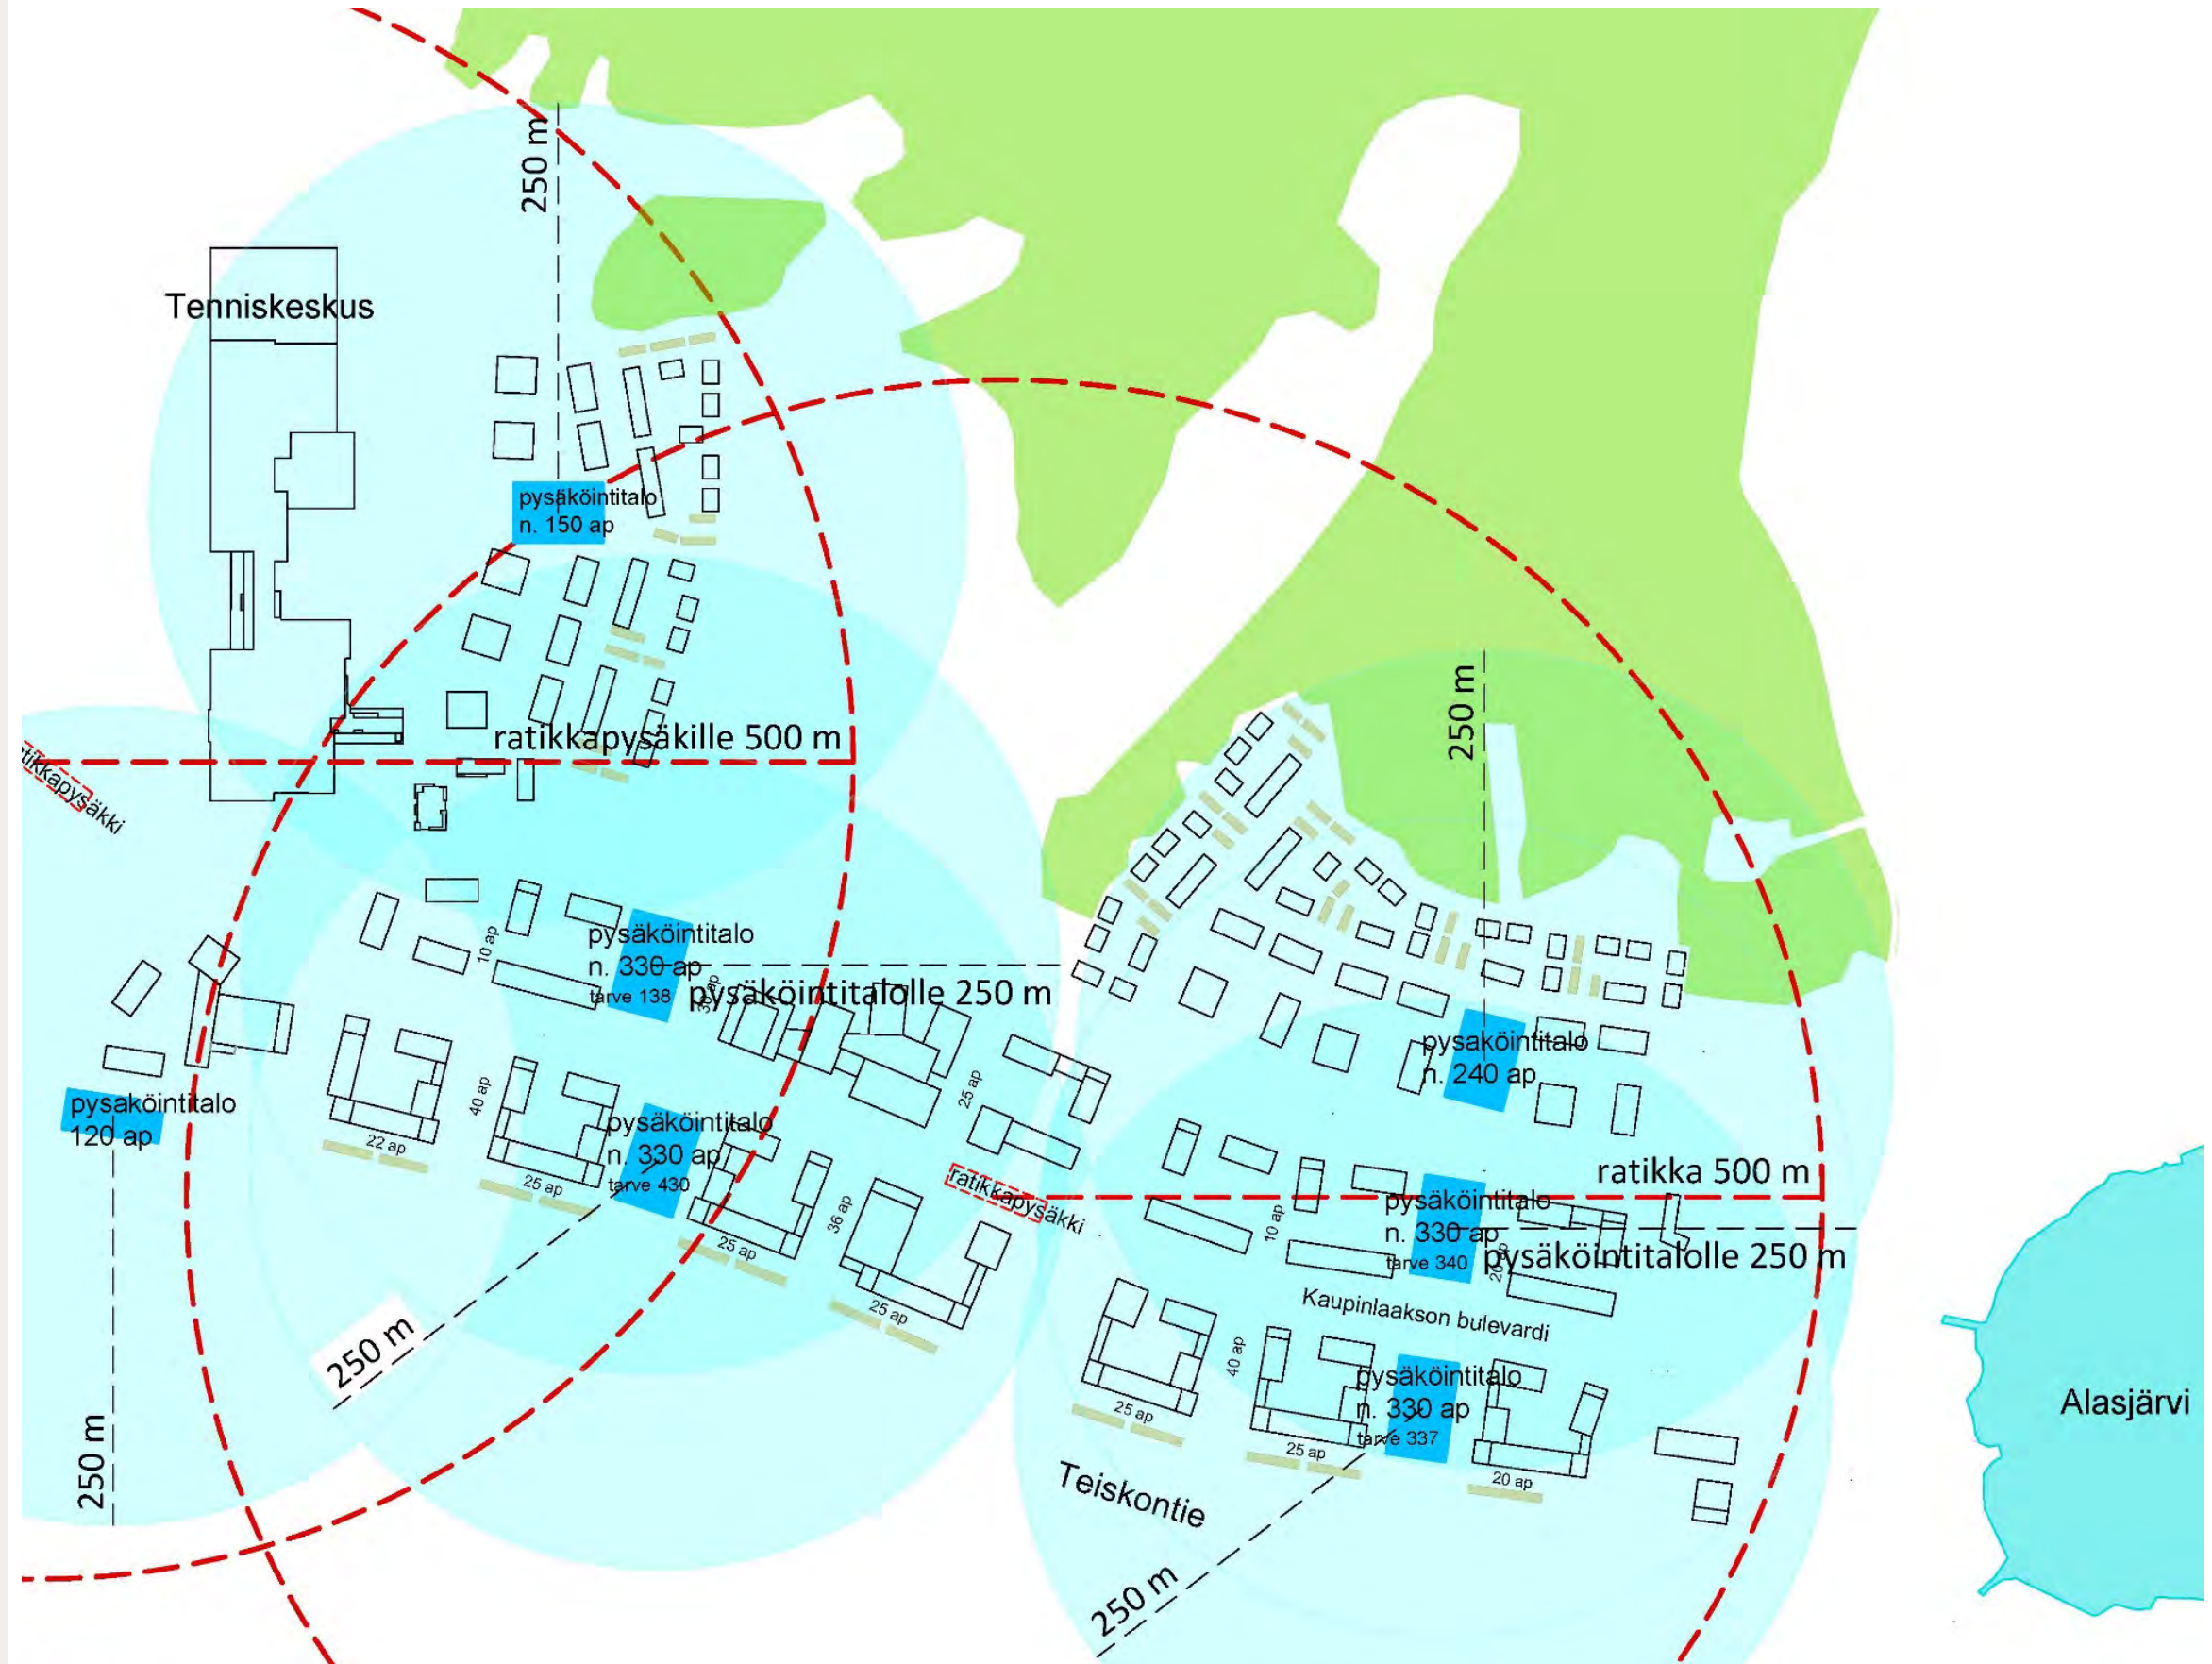 250 m
Tenniskeskus
pysäköintitalo
n. 150 ap
ratikkapysäkille 500 m
250 m
10 ap
pysäköintitalo
n. 330 ap
tarve 138
pysäköintitalolle 250 m
pysäköintitalo
n. 240 ap
pysäköintitalo
120 ap
22 ap
40 ap
25 ap
pysäköintitalo
n. 330 ap
tarve 430
25 ap
36 ap
25 ap
25 ap
ratikkapysäkki
ratikka 500 m
pysäköintitalo
n. 330 ap
tarve 340
10 ap
pysäköintitalolle 250 m
Kaupinlaakson bulevardi
40 ap
25 ap
25 ap
pysäköintitalo
n. 330 ap
tarve 337
20 ap
Alasjärvi
Teiskontie
250 m
250 m
250 m